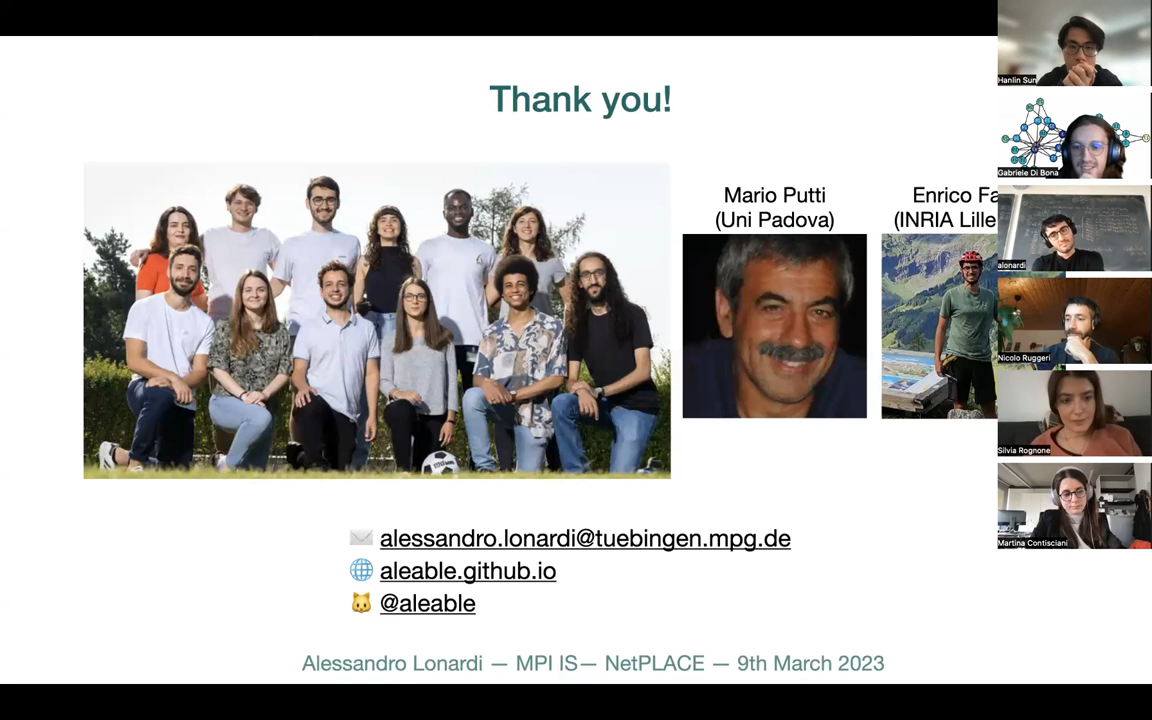 Thank you!
Mario Putti
(Uni Padova)
Enrico Fa
(INRIA Lille
alessandro.lonardi@tuebingen.mpg.de
aleable.github.io
@aleable
Alessandro Lonardi — MPI IS— NetPLACE — 9th March 2023
Hanlin Sun
Gabriele Di Bona
alonardi
Nicolo Ruggeri
Silvia Rognone
Martina Contisciani